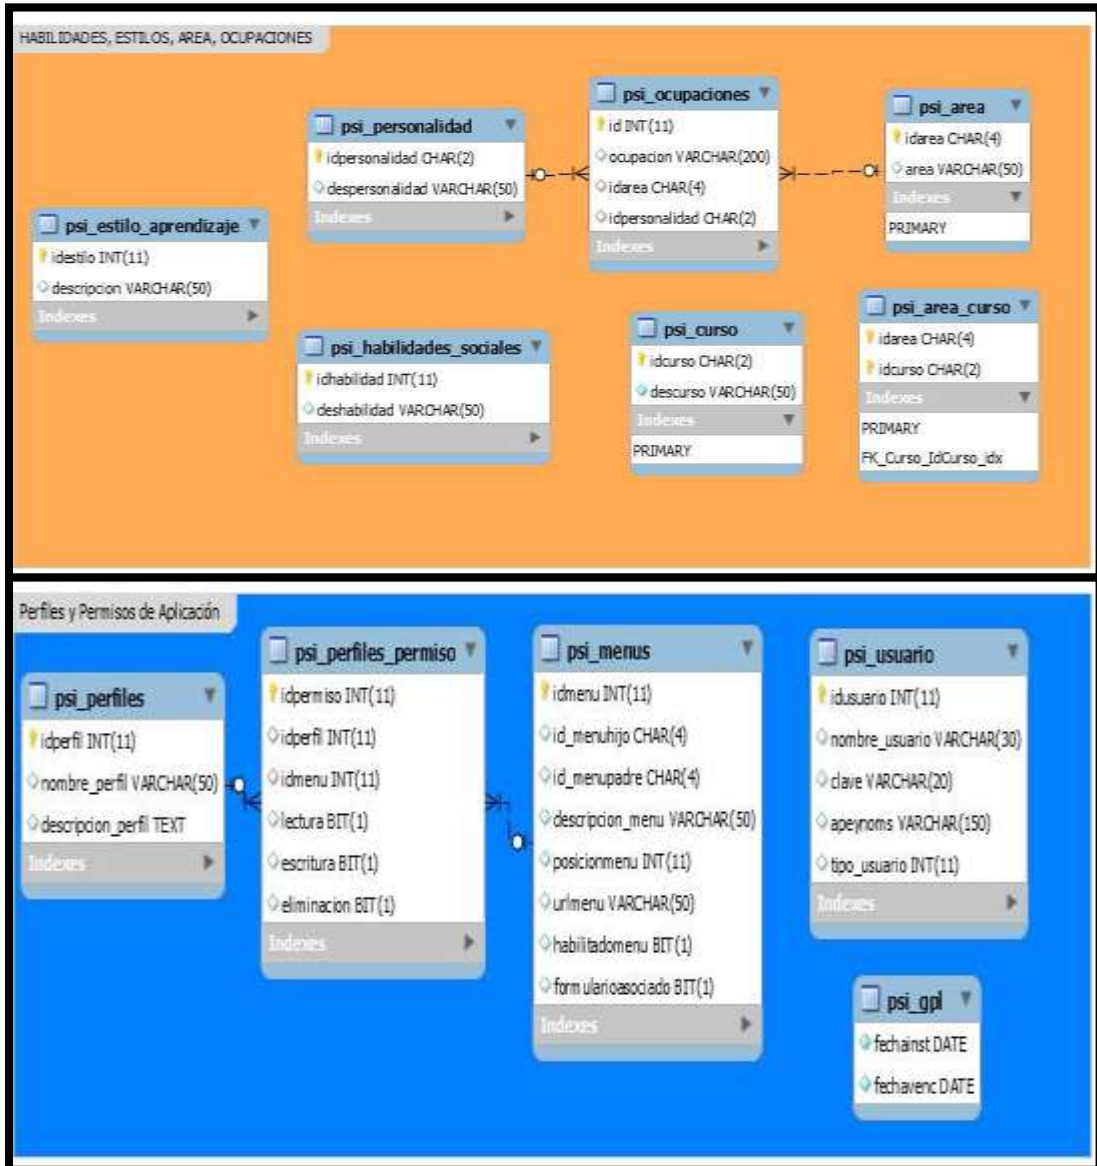 HABILIDADES, ESTILOS, AREA, OCUPACIONES
psi_estilo_aprendizaje
idestilo INT(11)
descripcion VARCHAR(50)
Indexes
psi_personalidad
idpersonalidad CHAR(2)
despersonalidad VARCHAR(50)
Indexes
psi_habilidades_sociales
idhabilidad INT(11)
deshabilidad VARCHAR(50)
Indexes
psi_ocupaciones
id INT(11)
ocupacion VARCHAR(200)
idarea CHAR(4)
idpersonalidad CHAR(2)
Indexes
psi_curso
idcurso CHAR(2)
descurso VARCHAR(50)
Indexes
PRIMARY
psi_area
idarea CHAR(4)
area VARCHAR(50)
Indexes
PRIMARY
psi_area_curso
idarea CHAR(4)
idcurso CHAR(2)
Indexes
PRIMARY
FK_Curso_IdCurso_idx
Perfiles y Permisos de Aplicación
psi_perfiles
idperfil INT(11)
nombre_perfil VARCHAR(50)
descripcion_perfil TEXT
Indexes
psi_perfiles_permiso
idpermiso INT(11)
idperfil INT(11)
idmenu INT(11)
lectura BIT(1)
escritura BIT(1)
eliminacion BIT(1)
Indexes
psi_menus
idmenu INT(11)
id_menuhijo CHAR(4)
id_menupadre CHAR(4)
descripcion_menu VARCHAR(50)
posicionmenu INT(11)
urlmenu VARCHAR(50)
habilitadomenu BIT(1)
formularioasociado BIT(1)
Indexes
psi_usuario
idusuario INT(11)
nombre_usuario VARCHAR(30)
clave VARCHAR(20)
apeynoms VARCHAR(150)
tipo_usuario INT(11)
Indexes
psi_gpl
fechainst DATE
fechavenc DATE